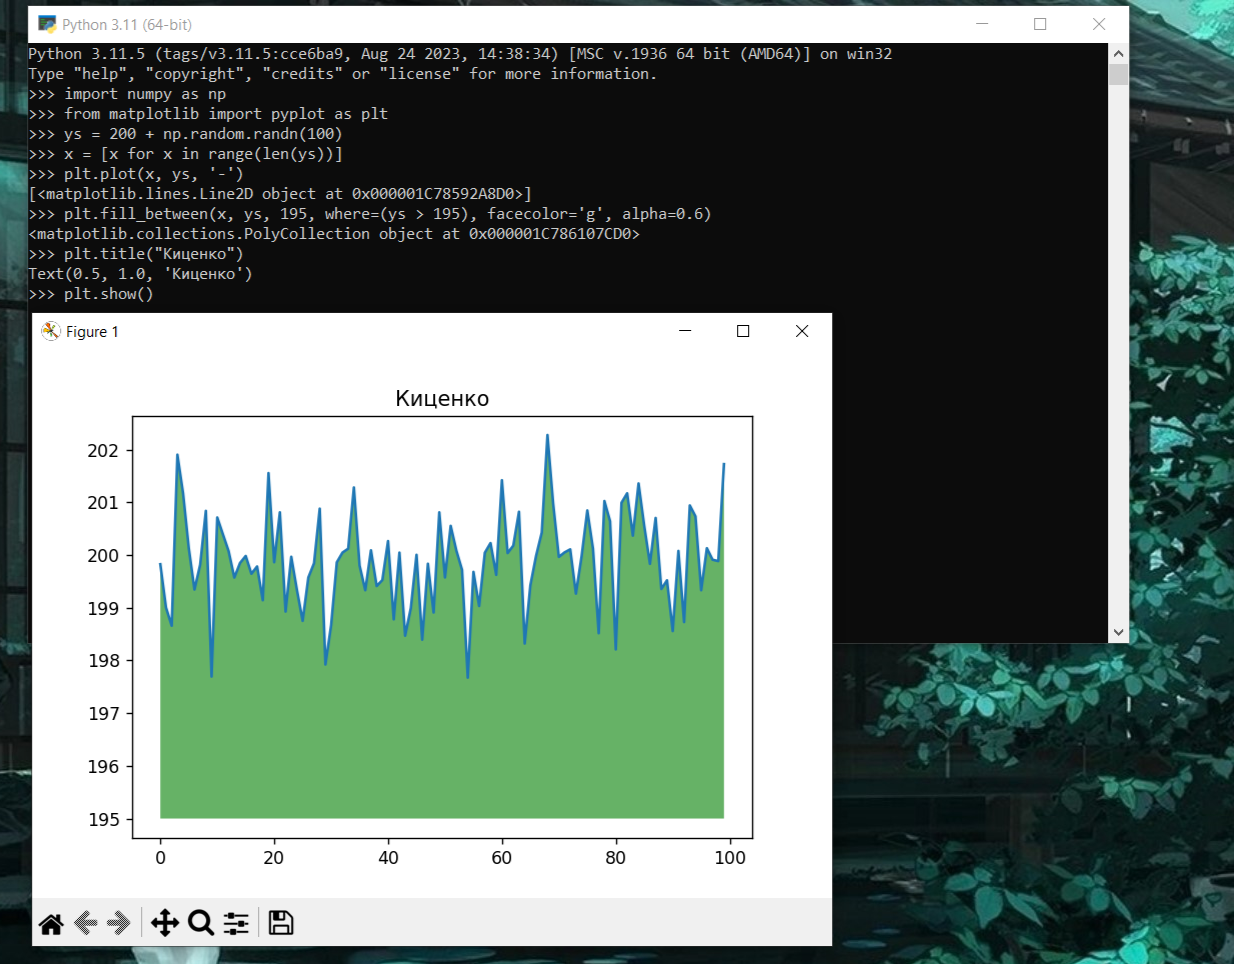 Python 3.11 (64-bit)
Python 3.11.5 (tags/v3.11.5:cce6ba9, Aug 24 2023, 14:38:34) [MSC v.1936 64 bit (AMD64)] on win32
Type "help", "copyright", "credits" or "license" for more information.
>>> import numpy as np
>>> from matplotlib import pyplot as plt
>>> ys = 200 + np.random.randn(100)
>>> x = [x for x in range(len(ys))]
>>> plt.plot(x, ys, '-')
[<matplotlib.lines.Line2D object at 0x000001C78592A8D0>]
>>> plt.fill_between(x, ys, 195, where=(ys > 195), facecolor='g', alpha=0.6)
<matplotlib.collections.PolyCollection object at 0x000001C786107CD0>
>>> plt.title("Киценко")
Text(0.5, 1.0, 'Киценко')
>>> plt.show()
Figure 1
Киценко
202
201
200
199
198
197
196
195
0 20 40 60 80 100